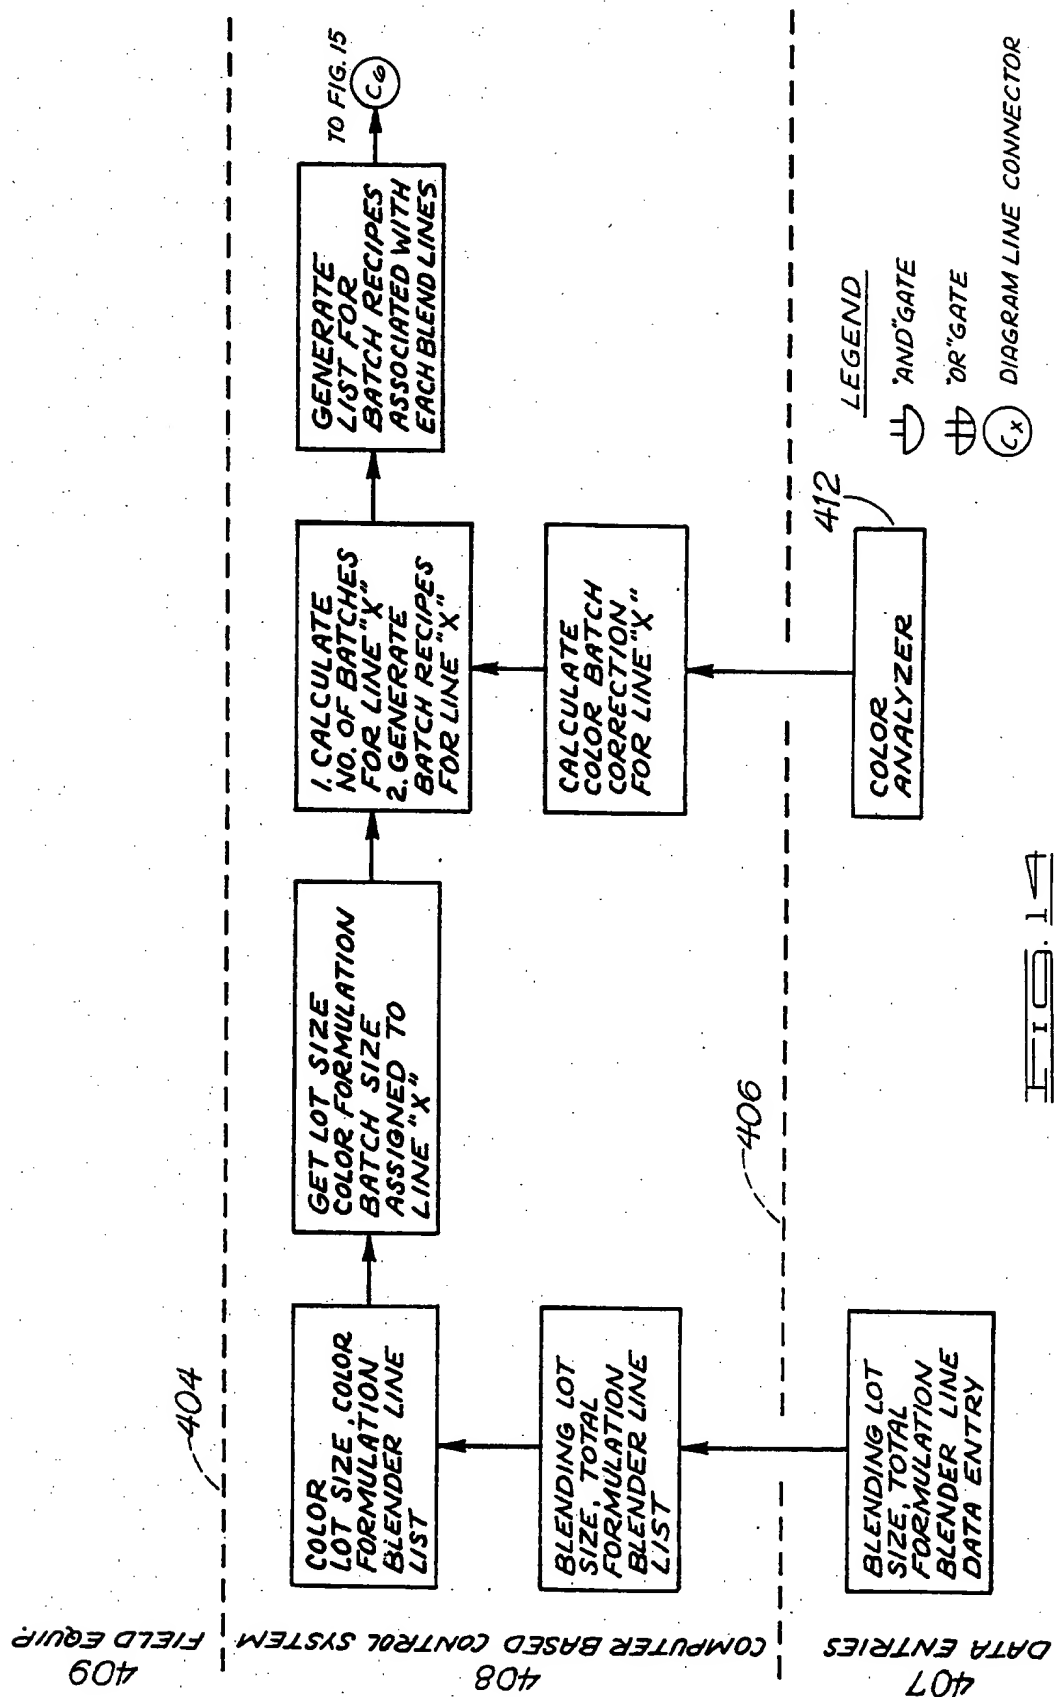 409
FIELD EQUIP.
404
COLOR
LOT SIZE, COLOR
FORMULATION
BLENDER LINE
LIST
GET LOT SIZE
COLOR FORMULATION
BATCH SIZE
ASSIGNED TO
LINE "X"
1. CALCULATE
NO. OF BATCHES
FOR LINE "X"
2. GENERATE
BATCH RECIPES
FOR LINE "X"
GENERATE
LIST FOR
BATCH RECIPES
ASSOCIATED WITH
EACH BLEND LINES
TO FIG. 15
C6
408
COMPUTER BASED CONTROL SYSTEM
BLENDING LOT
SIZE, TOTAL
FORMULATION
BLENDER LINE
LIST
CALCULATE
COLOR BATCH
CORRECTION
FOR LINE "X"
406
407
DATA ENTRIES
BLENDING LOT
SIZE, TOTAL
FORMULATION
BLENDER LINE
DATA ENTRY
COLOR
ANALYZER
412
LEGEND
"AND" GATE
"OR" GATE
Cx DIAGRAM LINE CONNECTOR
FIG. 14